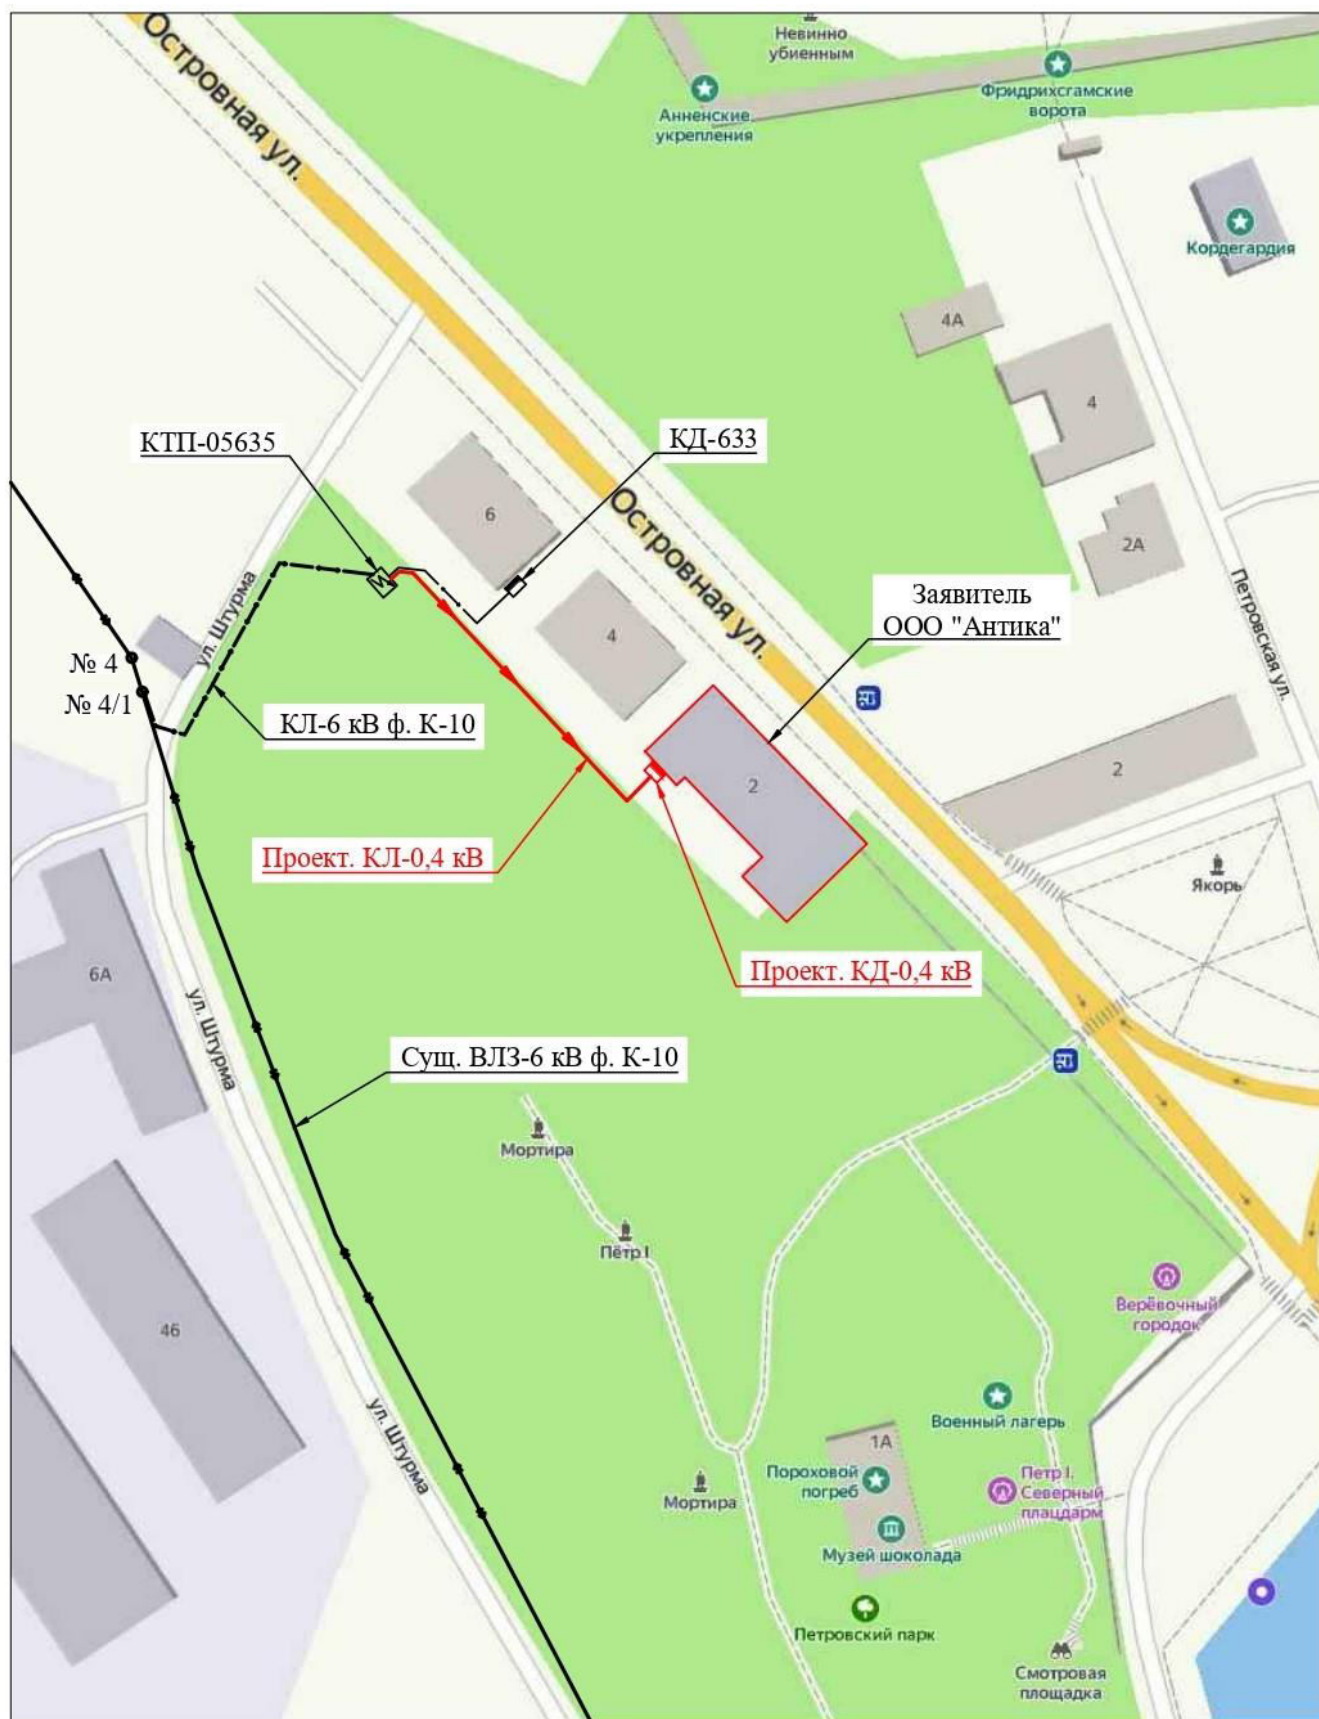 Островная ул.
Невинно
убиенным
Анненские
укрепления
Фридрихсгамские
ворота
Кордегардия
4А
4
КТП-05635
КД-633
6
Островная ул.
2А
Петровская ул.
ул. Штурма
4
Заявитель
ООО "Антика"
№ 4
№ 4/1
КЛ-6 кВ ф. К-10
2
2
Проект. КЛ-0,4 кВ
Якорь
6А
Проект. КД-0,4 кВ
ул. Штурма
Сущ. ВЛЗ-6 кВ ф. К-10
Мортира
Пётр I
Верёвочный
городок
46
ул. Штурма
Военный лагерь
1А
Пороховой
погреб
Петр I.
Северный
плацдарм
Мортира
Музей шоколада
Петровский парк
Смотровая
площадка